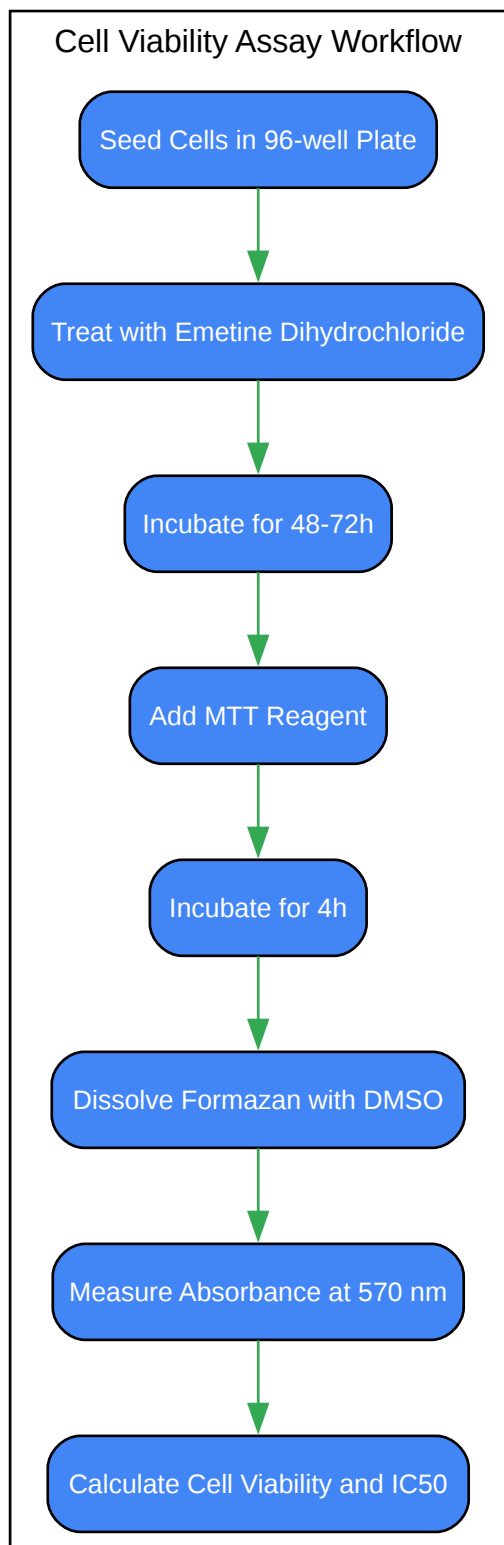 Cell Viability Assay Workflow
Seed Cells in 96-well Plate
Treat with Emetine Dihydrochloride
Incubate for 48-72h
Add MTT Reagent
Incubate for 4h
Dissolve Formazan with DMSO
Measure Absorbance at 570 nm
Calculate Cell Viability and IC50